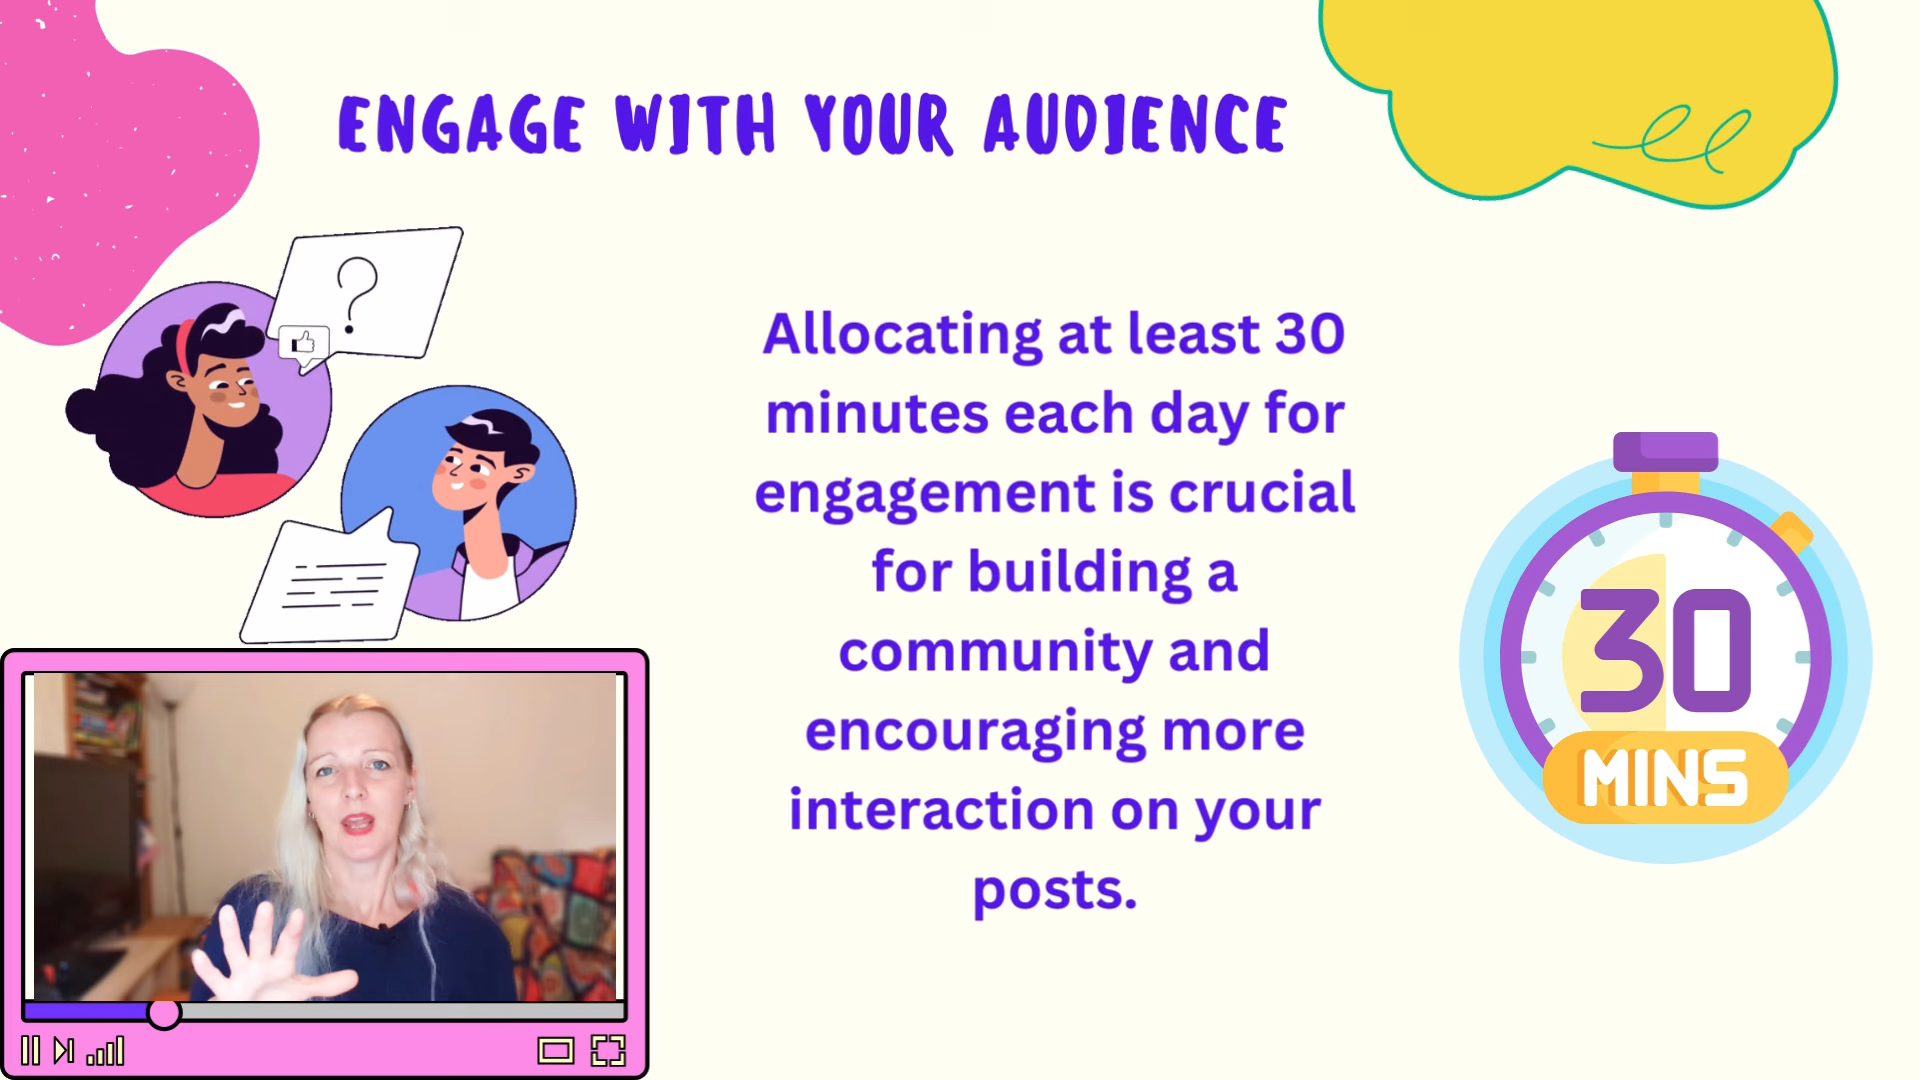 ENGAGE WITH YOUR AUDIENCE
Allocating at least 30
minutes each day for
engagement is crucial
for building a
community and
encouraging more
interaction on your
posts.
?
30
MINS